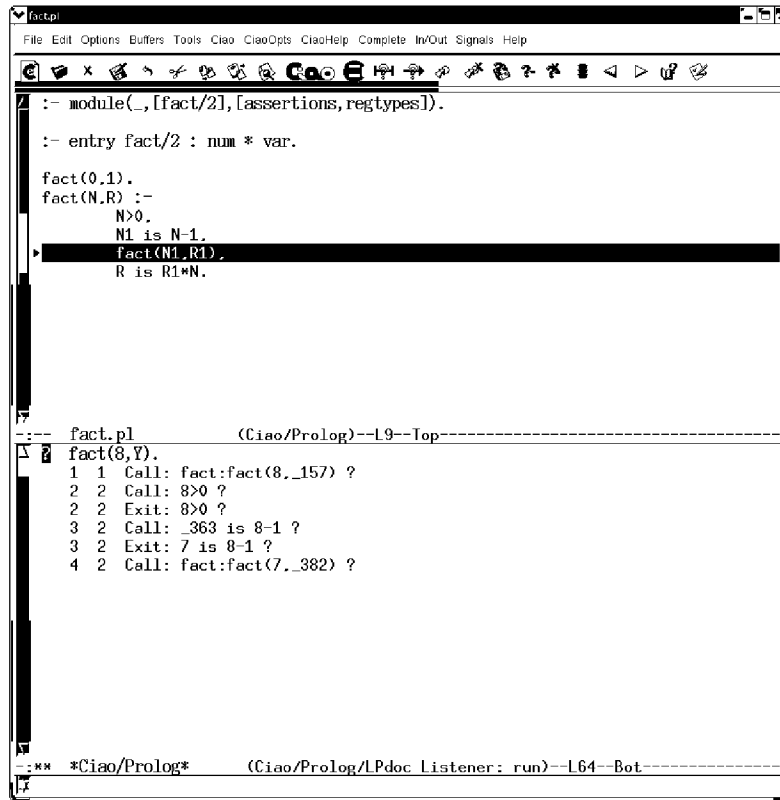 fact.pl
File Edit Options Buffers Tools Ciao CiaoOpts CiaoHelp Complete In/Out Signals Help
:- module(_,[fact/2],[assertions,regtypes]).
:- entry fact/2 : num * var.
fact(0,1).
fact(N,R) :-
N>0,
N1 is N-1,
fact(N1,R1),
R is R1*N.
-:-- fact.pl (Ciao/Prolog)--L9--Top----------------------------------
? fact(8,Y).
1 1 Call: fact:fact(8,_157) ?
2 2 Call: 8>0 ?
2 2 Exit: 8>0 ?
3 2 Call: _363 is 8-1 ?
3 2 Exit: 7 is 8-1 ?
4 2 Call: fact:fact(7,_382) ?
-:** *Ciao/Prolog* (Ciao/Prolog/LPdoc Listener: run)--L64--Bot--------------